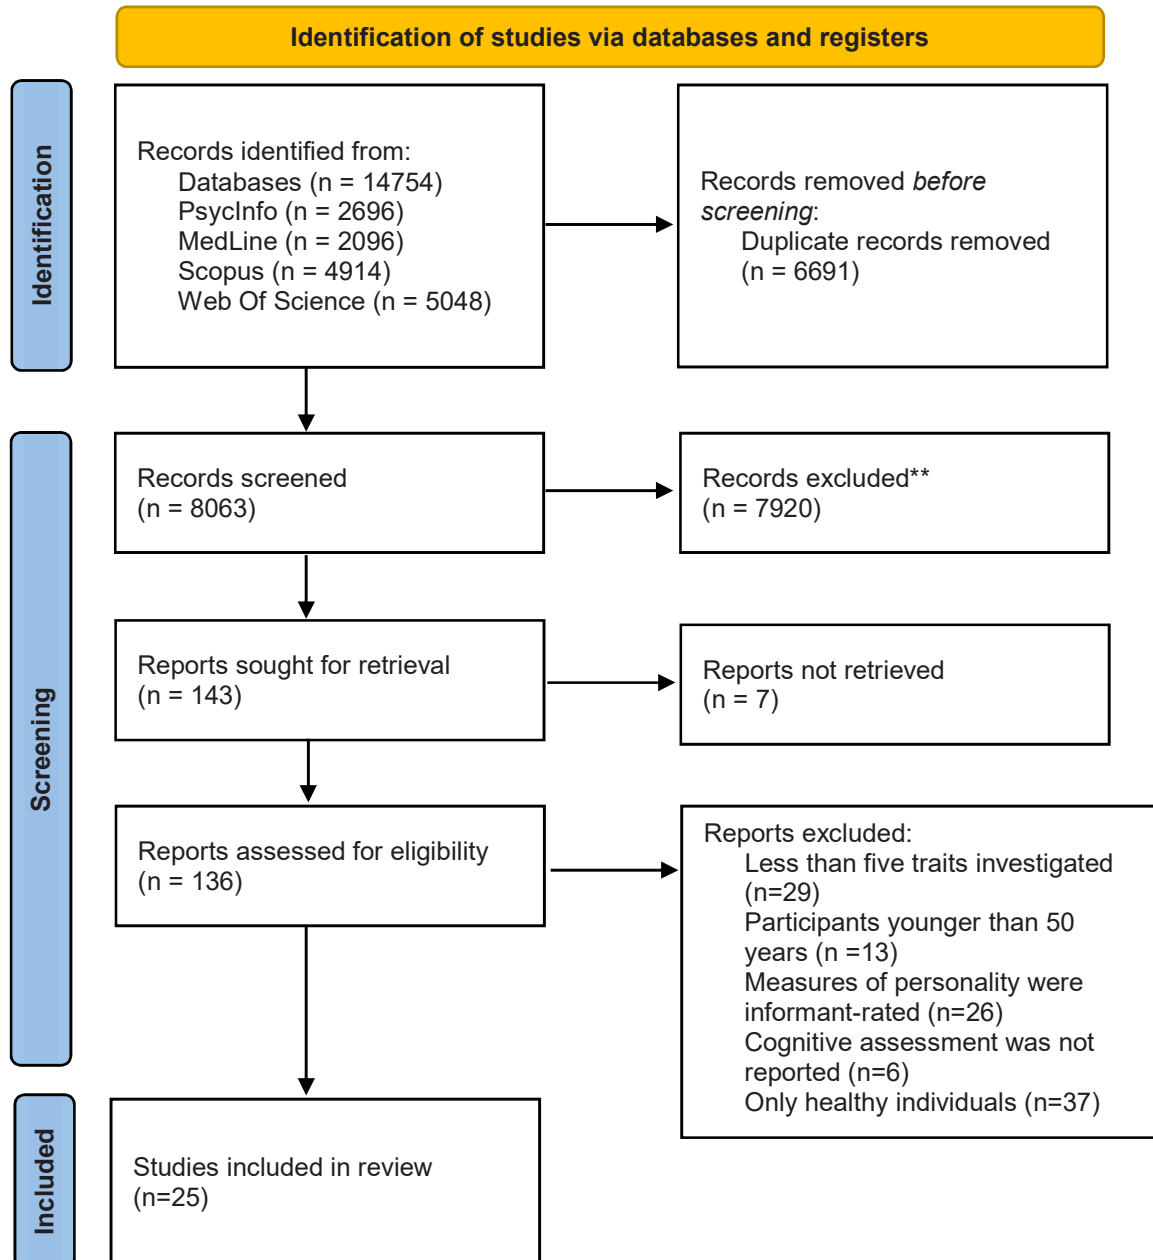 Identification of studies via databases and registers
Identification
Records identified from:
Databases (n = 14754)
PsycInfo (n = 2696)
MedLine (n = 2096)
Scopus (n = 4914)
Web Of Science (n = 5048)
Records removed before
screening:
Duplicate records removed
(n = 6691)
Screening
Records screened
(n = 8063)
Records excluded**
(n = 7920)
Reports sought for retrieval
(n = 143)
Reports not retrieved
(n = 7)
Reports assessed for eligibility
(n = 136)
Reports excluded:
Less than five traits investigated
(n=29)
Participants younger than 50
years (n =13)
Measures of personality were
informant-rated (n=26)
Cognitive assessment was not
reported (n=6)
Only healthy individuals (n=37)
Included
Studies included in review
(n=25)